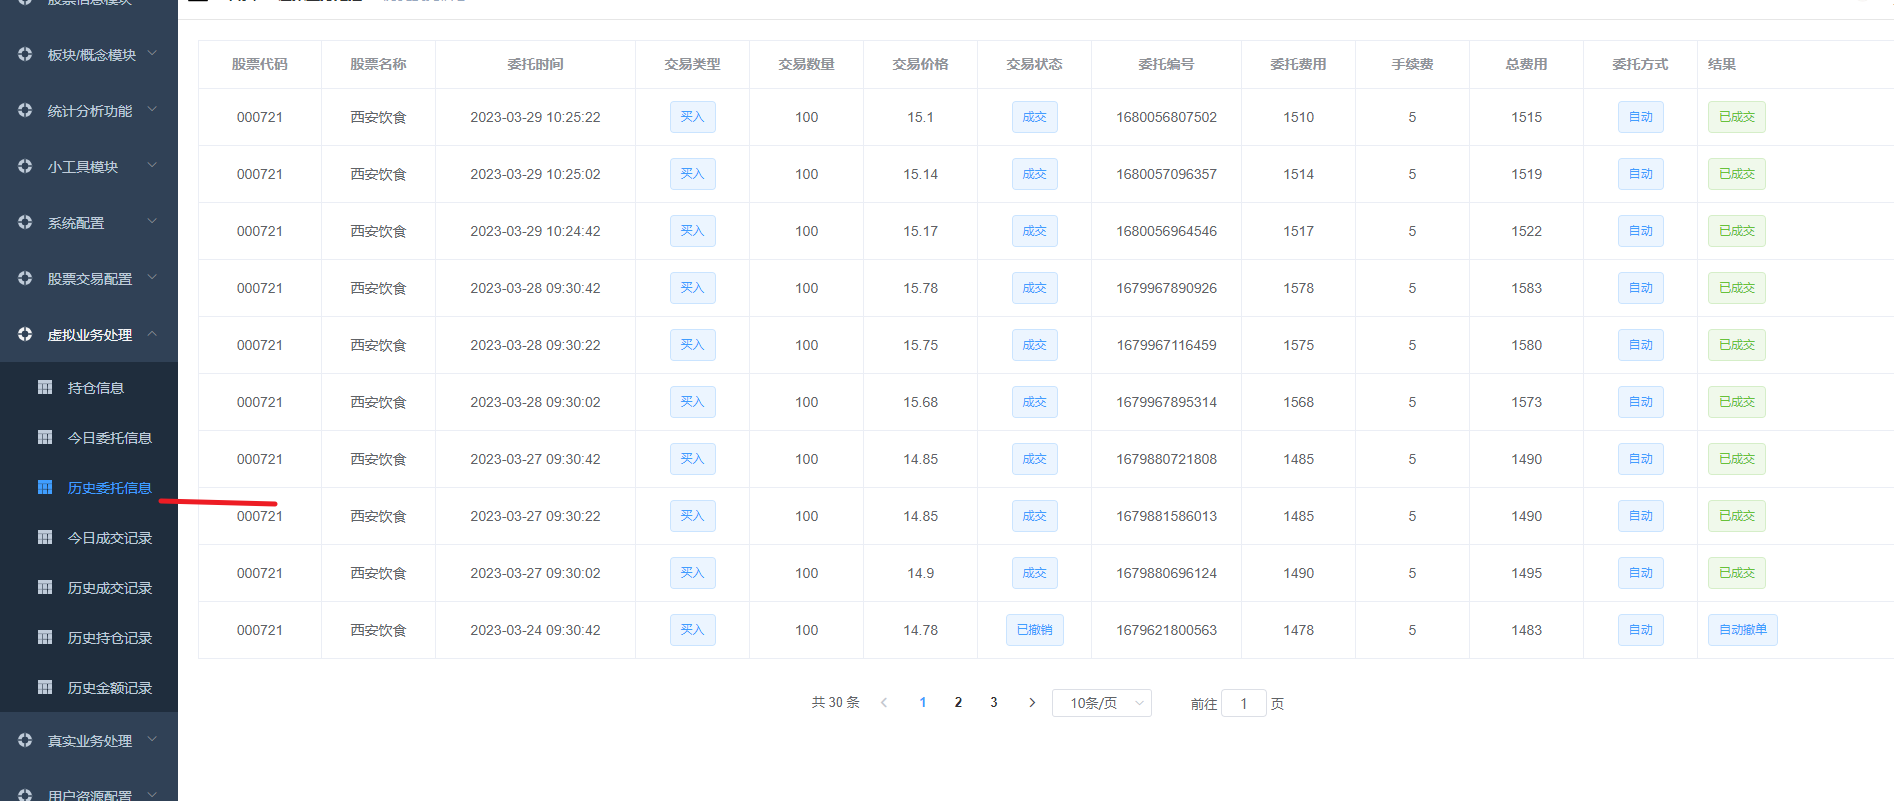 股票信息模块
板块/概念模块
统计分析功能
小工具模块
系统配置
股票交易配置
虚拟业务处理
持仓信息
今日委托信息
历史委托信息
今日成交记录
历史成交记录
历史持仓记录
历史金额记录
真实业务处理
用户资源配置
股票代码 股票名称 委托时间 交易类型 交易数量 交易价格 交易状态 委托编号 委托费用 手续费 总费用 委托方式 结果
000721 西安饮食 2023-03-29 10:25:22 买入 100 15.1 成交 1680056807502 1510 5 1515 自动 已成交
000721 西安饮食 2023-03-29 10:25:02 买入 100 15.14 成交 1680057096357 1514 5 1519 自动 已成交
000721 西安饮食 2023-03-29 10:24:42 买入 100 15.17 成交 1680056964546 1517 5 1522 自动 已成交
000721 西安饮食 2023-03-28 09:30:42 买入 100 15.78 成交 1679967890926 1578 5 1583 自动 已成交
000721 西安饮食 2023-03-28 09:30:22 买入 100 15.75 成交 1679967116459 1575 5 1580 自动 已成交
000721 西安饮食 2023-03-28 09:30:02 买入 100 15.68 成交 1679967895314 1568 5 1573 自动 已成交
000721 西安饮食 2023-03-27 09:30:42 买入 100 14.85 成交 1679880721808 1485 5 1490 自动 已成交
000721 西安饮食 2023-03-27 09:30:22 买入 100 14.85 成交 1679881586013 1485 5 1490 自动 已成交
000721 西安饮食 2023-03-27 09:30:02 买入 100 14.9 成交 1679880696124 1490 5 1495 自动 已成交
000721 西安饮食 2023-03-24 09:30:42 买入 100 14.78 已撤销 1679621800563 1478 5 1483 自动 自动撤单
共 30 条 1 2 3 10条/页 前往 1 页